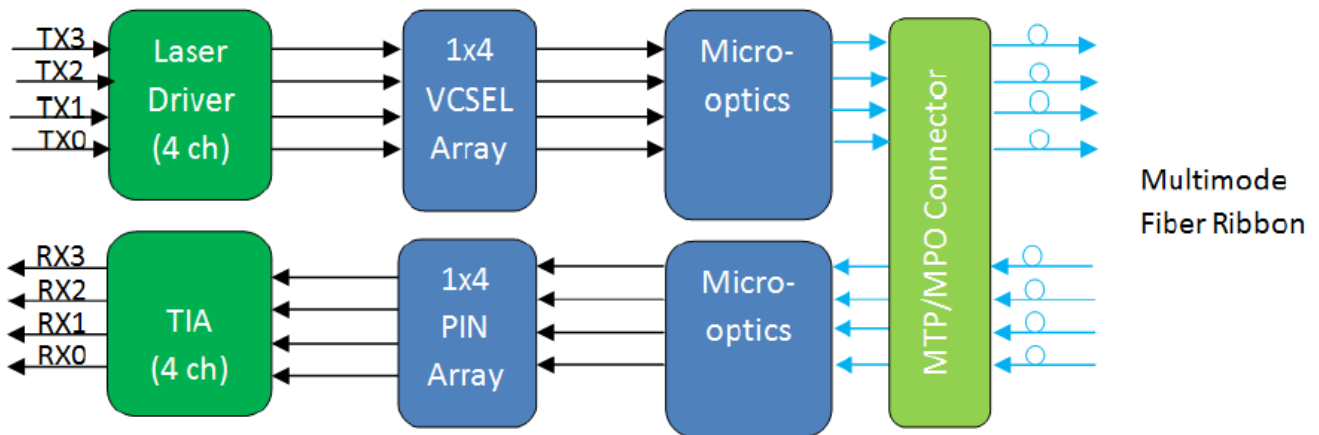 TX3
TX2
TX1
TX0
Laser
Driver
(4 ch)
1x4
VCSEL
Array
Micro-
optics
MTP/MPO Connector
Multimode
Fiber Ribbon
RX3
RX2
RX1
RX0
TIA
(4 ch)
1x4
PIN
Array
Micro-
optics